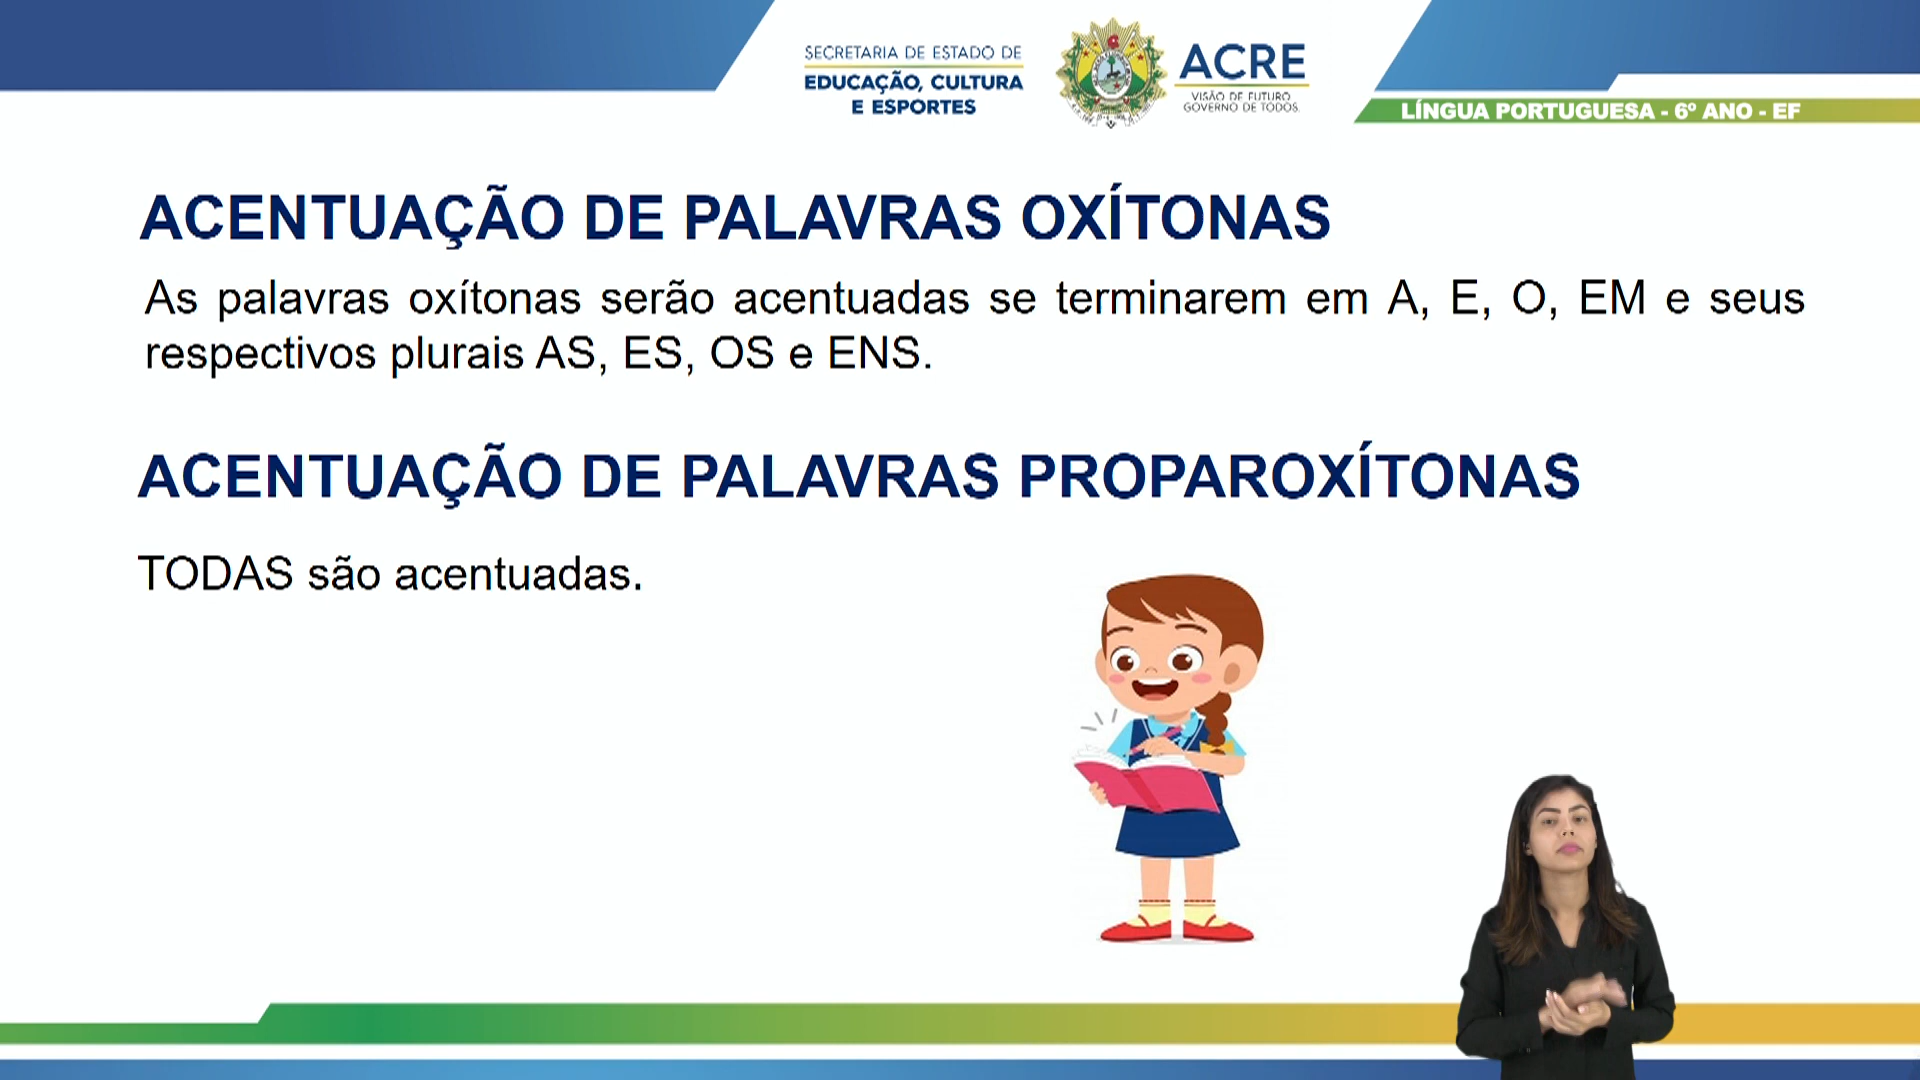 SECRETARIA DE ESTADO DE
EDUCAÇÃO, CULTURA
E ESPORTES
ACRE
VISÃO DE FUTURO
GOVERNO DE TODOS.
LÍNGUA PORTUGUESA - 6º ANO - EF
ACENTUAÇÃO DE PALAVRAS OXÍTONAS
As palavras oxítonas serão acentuadas se terminarem em A, E, O, EM e seus
respectivos plurais AS, ES, OS e ENS.
ACENTUAÇÃO DE PALAVRAS PROPAROXÍTONAS
TODAS são acentuadas.